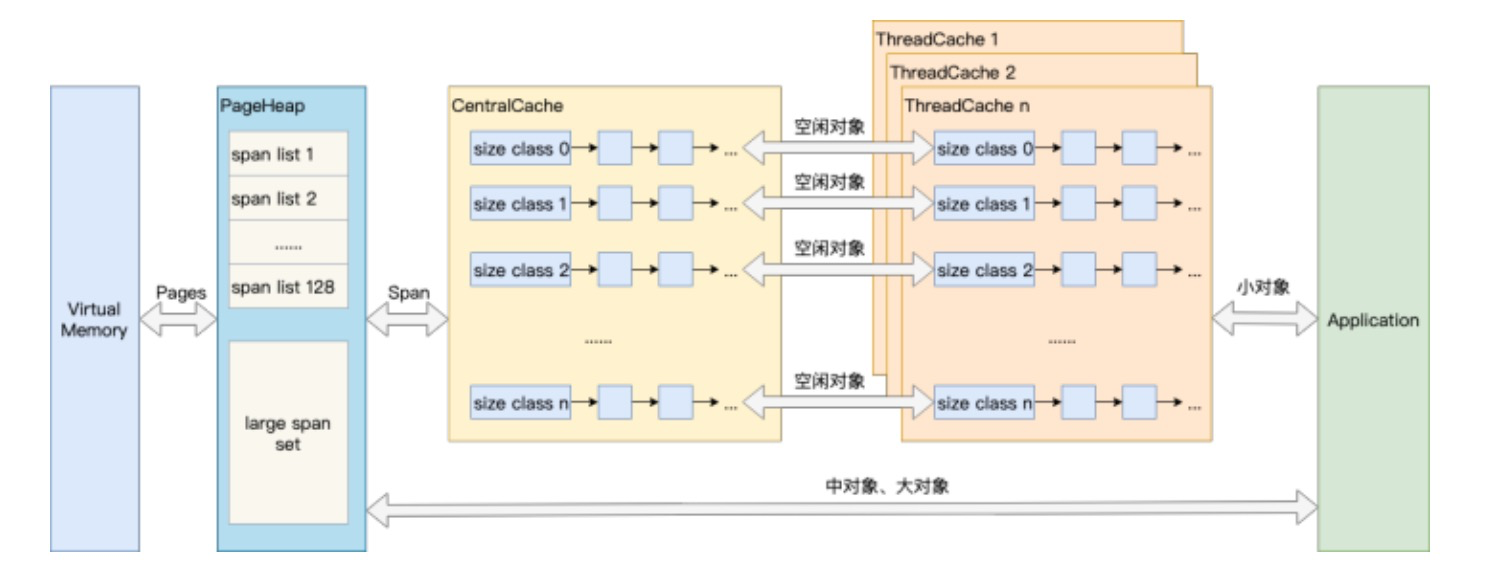 Virtual
Memory
Pages
PageHeap
span list 1
span list 2
......
span list 128
large span
set
Span
CentralCache
size class 0
...
size class 1
...
size class 2
...
......
size class n
...
空闲对象
空闲对象
空闲对象
空闲对象
ThreadCache 1
ThreadCache 2
ThreadCache n
size class 0
...
size class 1
...
size class 2
...
......
size class n
...
小对象
Application
中对象、大对象